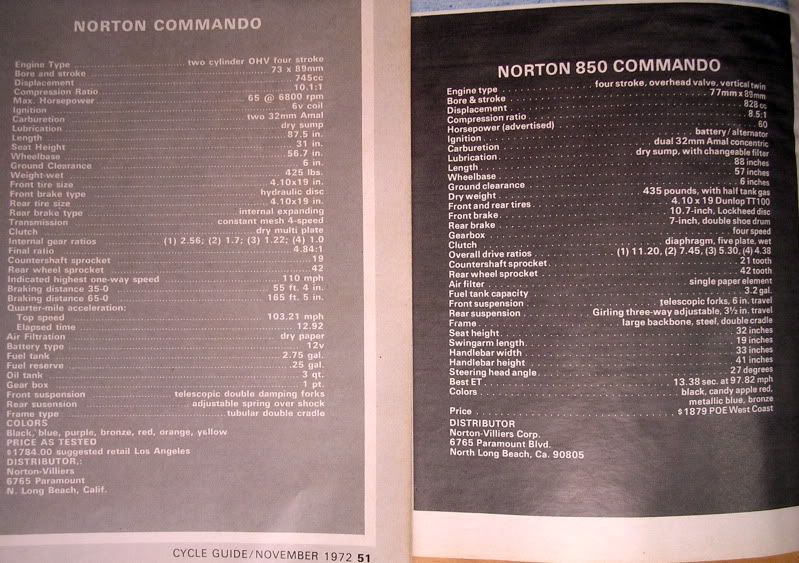 NORTON COMMANDO
Engine Type two cylinder OHV four stroke
Bore and stroke 73 x 89mm
Displacement 745cc
Compression Ratio 10.1:1
Max. Horsepower 65 @ 6800 rpm
Ignition 6v coil
Carburetion two 32mm Amal
Lubrication dry sump
Length 87.5 in.
Seat Height 31 in.
Wheelbase 56.7 in.
Ground Clearance 6 in.
Weight-wet 425 lbs.
Front tire size 4.10x19 in.
Front brake type hydraulic disc
Rear tire size 4.10x19 in.
Rear brake type internal expanding
Transmission constant mesh 4-speed
Clutch dry multi plate
Internal gear ratios (1) 2.56; (2) 1.7; (3) 1.22; (4) 1.0
Final ratio 4.84:1
Countershaft sprocket 19
Rear wheel sprocket 42
Indicated highest one-way speed 110 mph
Braking distance 35-0 55 ft. 4 in.
Braking distance 65-0 165 ft. 5 in.
Quarter-mile acceleration:
Top speed 103.21 mph
Elapsed time 12.92
Air Filtration dry paper
Battery type 12v
Fuel tank 2.75 gal.
Fuel reserve .25 gal.
Oil tank 3 qt.
Gear box 1 pt.
Front suspension telescopic double damping forks
Rear susension adjustable spring over shock
Frame type tubular double cradle
COLORS
Black, blue, purple, bronze, red, orange, yellow
PRICE AS TESTED
$1784.00 suggested retail Los Angeles
DISTRIBUTOR.:
Norton-Villiers
6765 Paramount
N. Long Beach, Calif.
CYCLE GUIDE/NOVEMBER 1972 51
NORTON 850 COMMANDO
Engine type four stroke, overhead valve, vertical twin
Bore & stroke 77mm x 89mm
Displacement 828 cc
Compression ratio 8.5:1
Horsepower (advertised) 60
Ignition battery/alternator
Carburetion dual 32mm Amal concentric
Lubrication dry sump, with changeable filter
Length 88 inches
Wheelbase 57 inches
Ground clearance 6 inches
Dry weight 435 pounds, with half tank gas
Front and rear tires 4.10 x 19 Dunlop TT100
Front brake 10.7-inch, Lockheed disc
Rear brake 7-inch, double shoe drum
Gearbox four speed
Clutch diaphragm, five plate, wet
Overall drive ratios (1) 11.20, (2) 7.45, (3) 5.30, (4) 4.38
Countershaft sprocket 21 tooth
Rear wheel sprocket 42 tooth
Air filter single paper element
Fuel tank capacity 3.2 gal.
Front suspension telescopic forks, 6 in. travel
Rear suspension Girling three-way adjustable, 3½ in. travel
Frame large backbone, steel, double cradle
Seat height 32 inches
Swingarm length 19 inches
Handlebar width 33 inches
Handlebar height 41 inches
Steering head angle 27 degrees
Best ET 13.38 sec. at 97.82 mph
Colors black, candy apple red,
metallic blue, bronze
Price $1879 POE West Coast
DISTRIBUTOR
Norton-Villiers Corp.
6765 Paramount Blvd.
North Long Beach, Ca. 90805